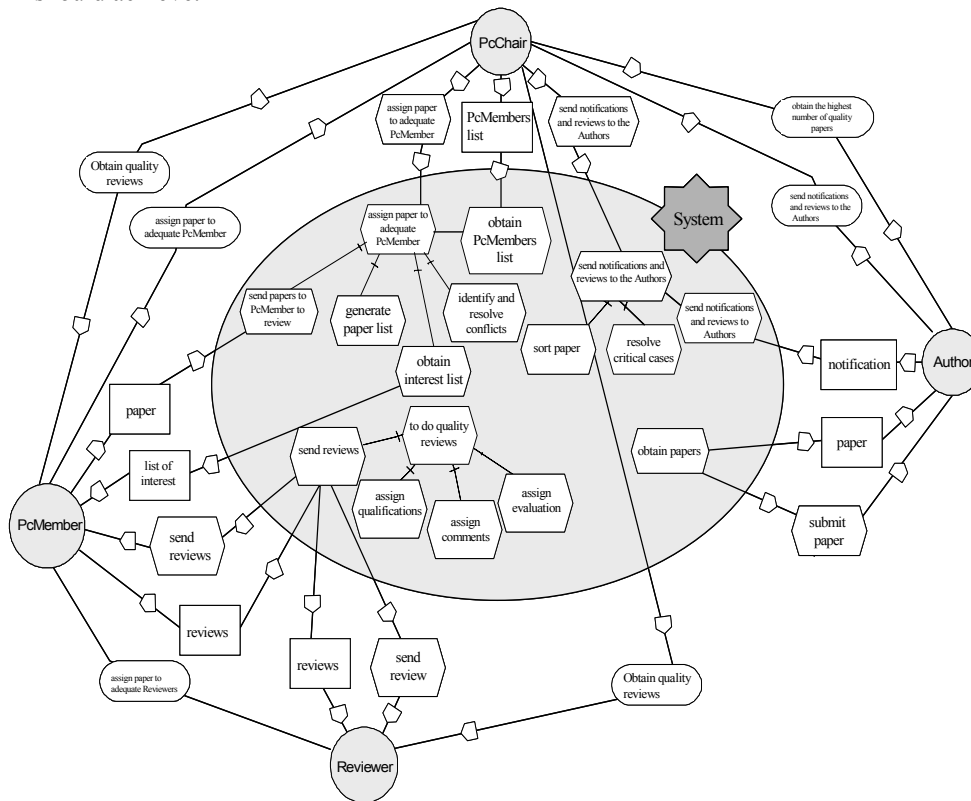 PcChair
assign paper
to adequate
PcMember
PcMembers
list
send notifications
and reviews to the
Authors
obtain the highest
number of quality
papers
Obtain quality
reviews
assign paper to
adequate PcMember
send notifications
and reviews to the
Authors
System
assign paper to
adequate
PcMember
obtain
PcMembers
list
send notifications and
reviews to the Authors
send papers to
PcMember to
review
generate
paper list
identify and
resolve
conflicts
sort paper
resolve
critical cases
send notifications
and reviews to
Authors
obtain
interest list
notification
Author
paper
list of
interest
send reviews
to do quality
reviews
obtain papers
paper
assign
qualifications
assign
comments
assign
evaluation
PcMember
send
reviews
submit
paper
reviews
reviews
send
review
assign paper to
adequate Reviewers
Obtain quality
reviews
Reviewer